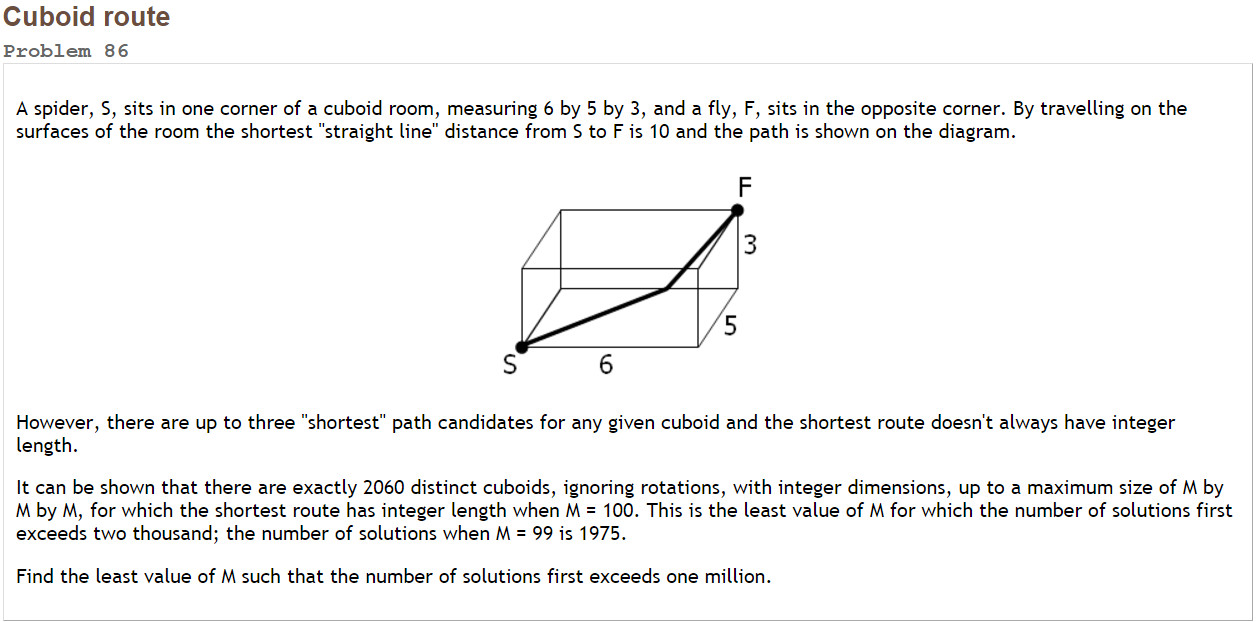 Cuboid route
Problem 86
A spider, S, sits in one corner of a cuboid room, measuring 6 by 5 by 3, and a fly, F, sits in the opposite corner. By travelling on the
surfaces of the room the shortest "straight line" distance from S to F is 10 and the path is shown on the diagram.
F
3
5
S
6
However, there are up to three "shortest" path candidates for any given cuboid and the shortest route doesn't always have integer
length.
It can be shown that there are exactly 2060 distinct cuboids, ignoring rotations, with integer dimensions, up to a maximum size of M by
M by M, for which the shortest route has integer length when M = 100. This is the least value of M for which the number of solutions first
exceeds two thousand; the number of solutions when M = 99 is 1975.
Find the least value of M such that the number of solutions first exceeds one million.